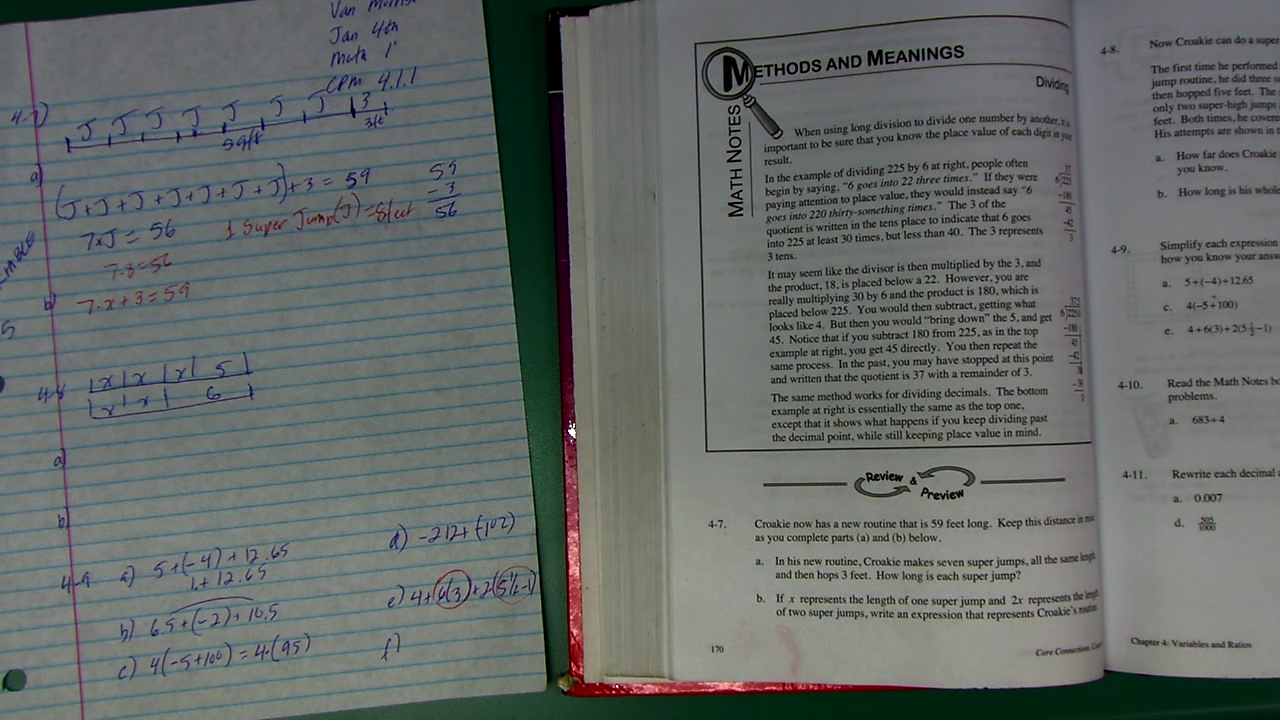 Van
Jan 4th
Math 1°
CPM 4.1.1
4-7)
J J J J J J J 3
59ft
3ft
a)
(J+J+J+J+J+J+J)+3=59
59
-3
56
7×J=56
1 Super Jump(J)=8feet
7·8=56
b) 7·x+3=59
4-8
x x x 5
x x 6
a)
b)
4-9 a) 5+(-4)+12.65
1+12.65
b) 6.5+(-2)+10.5
c) 4(-5+100)=4·(95)
d) -212+(-102)
e) 4+6(3)+2(5½-1)
f)
METHODS AND MEANINGS
MATH NOTES
Dividing
When using long division to divide one number by another, it is
important to be sure that you know the place value of each digit in your
result.
In the example of dividing 225 by 6 at right, people often
begin by saying, "6 goes into 22 three times." If they were
paying attention to place value, they would instead say "6
goes into 220 thirty-something times." The 3 of the
quotient is written in the tens place to indicate that 6 goes
into 225 at least 30 times, but less than 40. The 3 represents
3 tens.
37
6)225
-180
45
-42
3
It may seem like the divisor is then multiplied by the 3, and
the product, 18, is placed below a 22. However, you are
really multiplying 30 by 6 and the product is 180, which is
placed below 225. You would then subtract, getting what
looks like 4. But then you would "bring down" the 5, and get
45. Notice that if you subtract 180 from 225, as in the top
example at right, you get 45 directly. You then repeat the
same process. In the past, you may have stopped at this point
and written that the quotient is 37 with a remainder of 3.
-180
45
-42
The same method works for dividing decimals. The bottom
example at right is essentially the same as the top one,
except that it shows what happens if you keep dividing past
the decimal point, while still keeping place value in mind.
Review & Preview
4-7. Croakie now has a new routine that is 59 feet long. Keep this distance in
as you complete parts (a) and (b) below.
a. In his new routine, Croakie makes seven super jumps, all the same length
and then hops 3 feet. How long is each super jump?
b. If x represents the length of one super jump and 2x represents the length
of two super jumps, write an expression that represents Croakie's
170
Core Connections,
4-8. Now Croakie can do a super
The first time he performed
jump routine, he did three
then hopped five feet. The
only two super-high jumps
feet. Both times, he covere
His attempts are shown in
a. How far does Croakie
you know.
b. How long is his whole
4-9. Simplify each expression
how you know your answ
a. 5+(-4)+12.65
c. 4(-5+100)
e. 4+6(3)+2(5½-1)
4-10. Read the Math Notes bo
problems.
a. 683÷4
4-11. Rewrite each decimal
a. 0.007
d. 505/1000
Chapter 4: Variables and Ratios